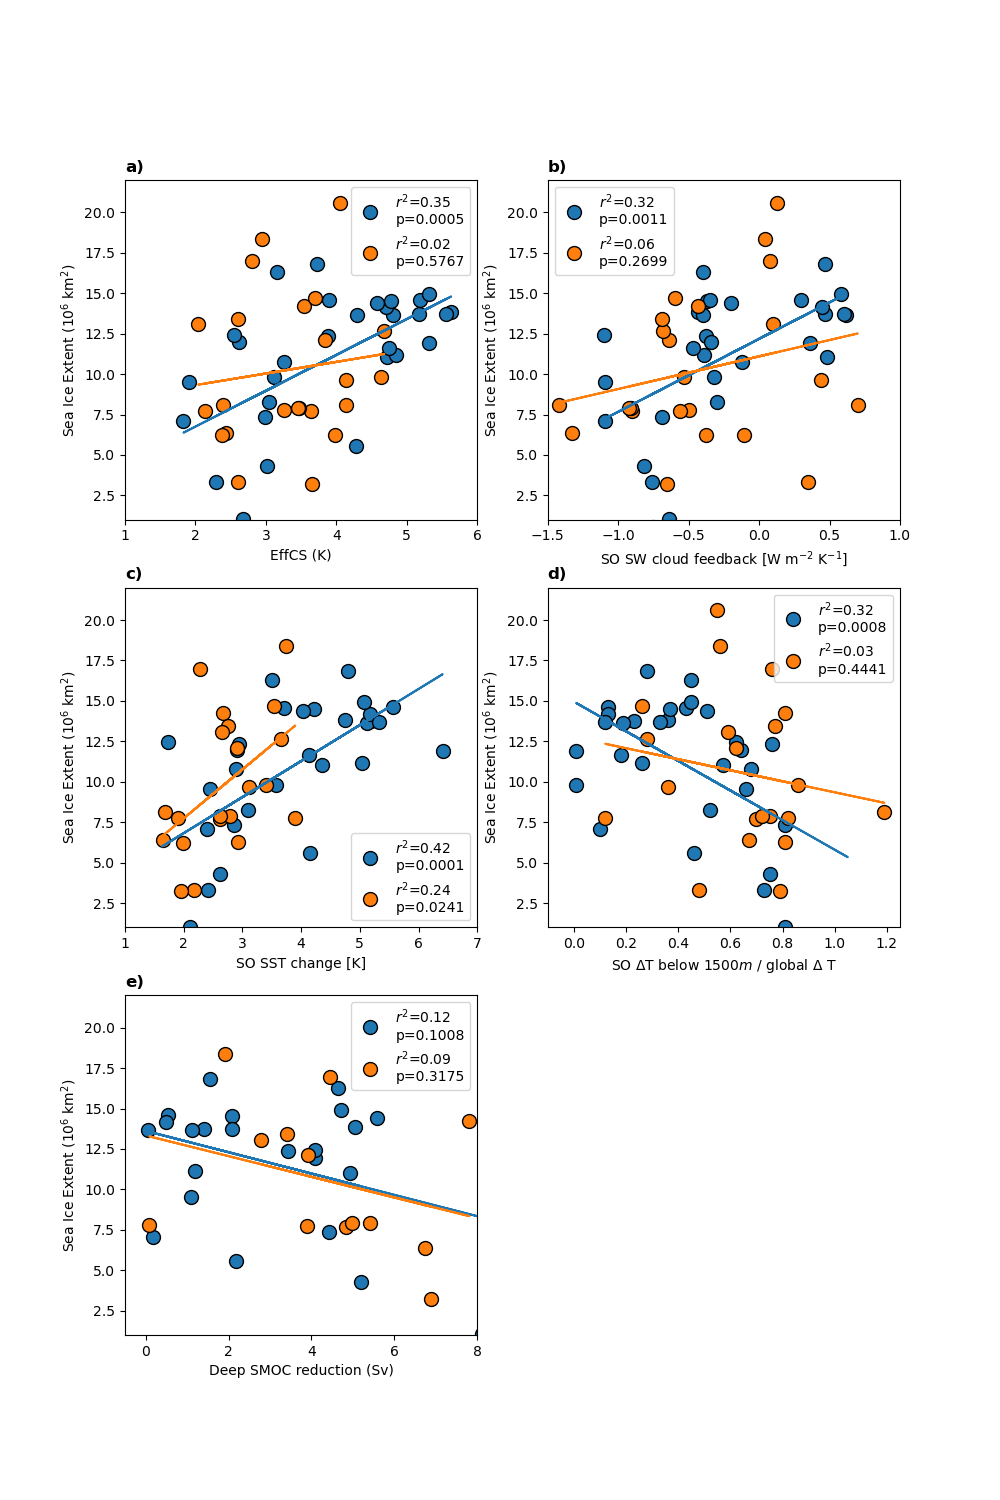 a)
20.0
17.5
15.0
12.5
10.0
7.5
5.0
2.5
Sea Ice Extent (10⁶ km²)
r²=0.35
p=0.0005
r²=0.02
p=0.5767
1 2 3 4 5 6
EffCS (K)
b)
20.0
17.5
15.0
12.5
10.0
7.5
5.0
2.5
Sea Ice Extent (10⁶ km²)
r²=0.32
p=0.0011
r²=0.06
p=0.2699
−1.5 −1.0 −0.5 0.0 0.5 1.0
SO SW cloud feedback [W m⁻² K⁻¹]
c)
20.0
17.5
15.0
12.5
10.0
7.5
5.0
2.5
Sea Ice Extent (10⁶ km²)
r²=0.42
p=0.0001
r²=0.24
p=0.0241
1 2 3 4 5 6 7
SO SST change [K]
d)
20.0
17.5
15.0
12.5
10.0
7.5
5.0
2.5
Sea Ice Extent (10⁶ km²)
r²=0.32
p=0.0008
r²=0.03
p=0.4441
0.0 0.2 0.4 0.6 0.8 1.0 1.2
SO ΔT below 1500m / global Δ T
e)
20.0
17.5
15.0
12.5
10.0
7.5
5.0
2.5
Sea Ice Extent (10⁶ km²)
r²=0.12
p=0.1008
r²=0.09
p=0.3175
0 2 4 6 8
Deep SMOC reduction (Sv)